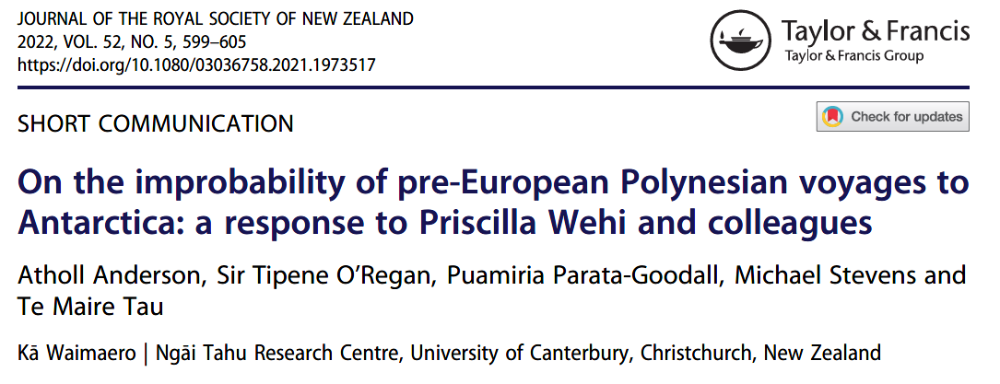 JOURNAL OF THE ROYAL SOCIETY OF NEW ZEALAND
2022, VOL. 52, NO. 5, 599–605
https://doi.org/10.1080/03036758.2021.1973517
Taylor & Francis
Taylor & Francis Group
SHORT COMMUNICATION
Check for updates
On the improbability of pre-European Polynesian voyages to
Antarctica: a response to Priscilla Wehi and colleagues
Atholl Anderson, Sir Tipene O’Regan, Puamiria Parata-Goodall, Michael Stevens and
Te Maire Tau
Kā Waimaero | Ngāi Tahu Research Centre, University of Canterbury, Christchurch, New Zealand